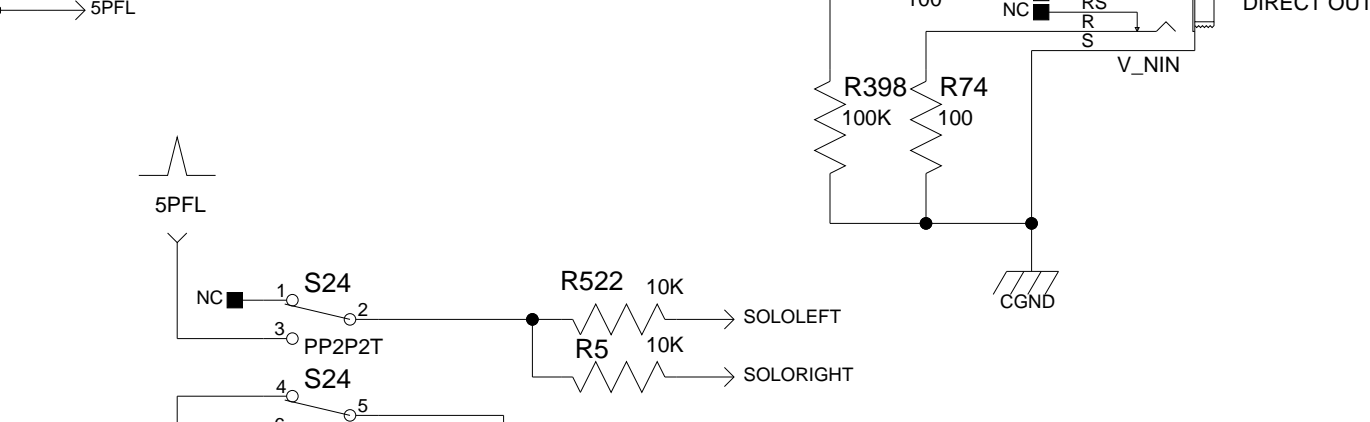 5PFL
100
NC
RS
DIRECT OUT
R
S
V_NIN
R398
R74
100K
100
5PFL
CGND
NC
1
S24
2
R522
10K
SOLOLEFT
3
PP2P2T
R5
10K
SOLORIGHT
4
S24
5